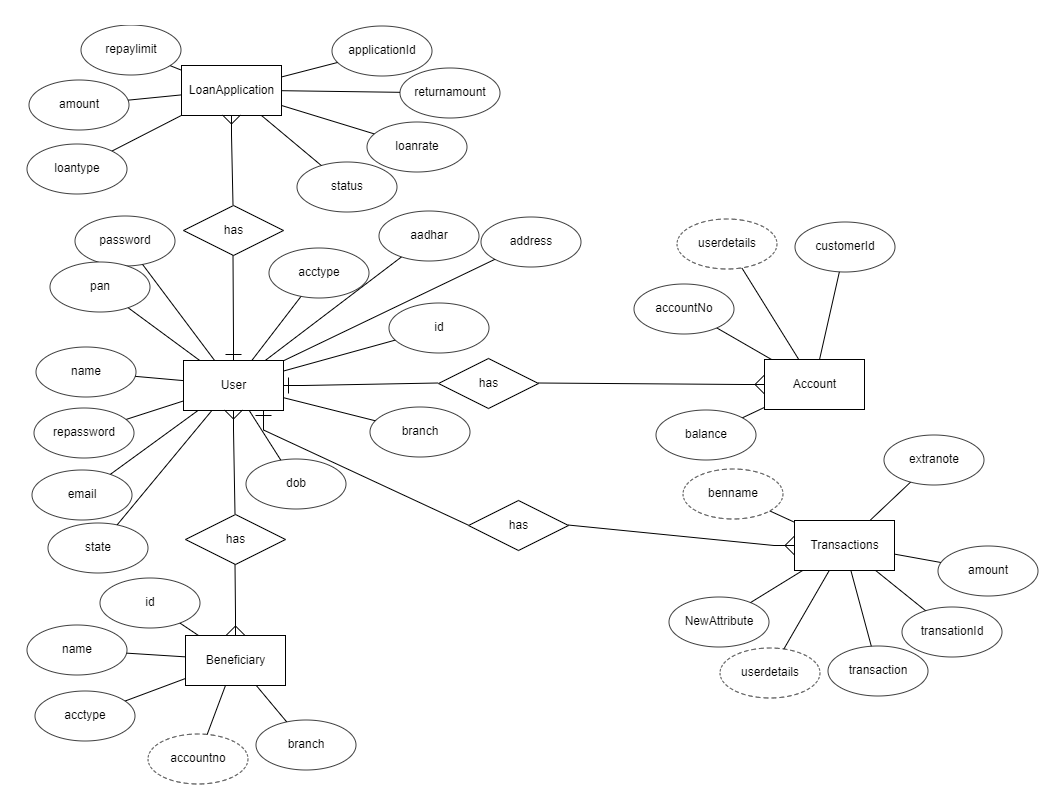 repaylimit
applicationId
LoanApplication
returnamount
amount
loanrate
loantype
status
has
password
aadhar
address
acctype
pan
userdetails
customerId
id
accountNo
name
User
has
Account
repassword
branch
balance
email
dob
benname
extranote
state
has
has
Transactions
amount
id
NewAttribute
transationId
name
Beneficiary
userdetails
transaction
acctype
accountno
branch